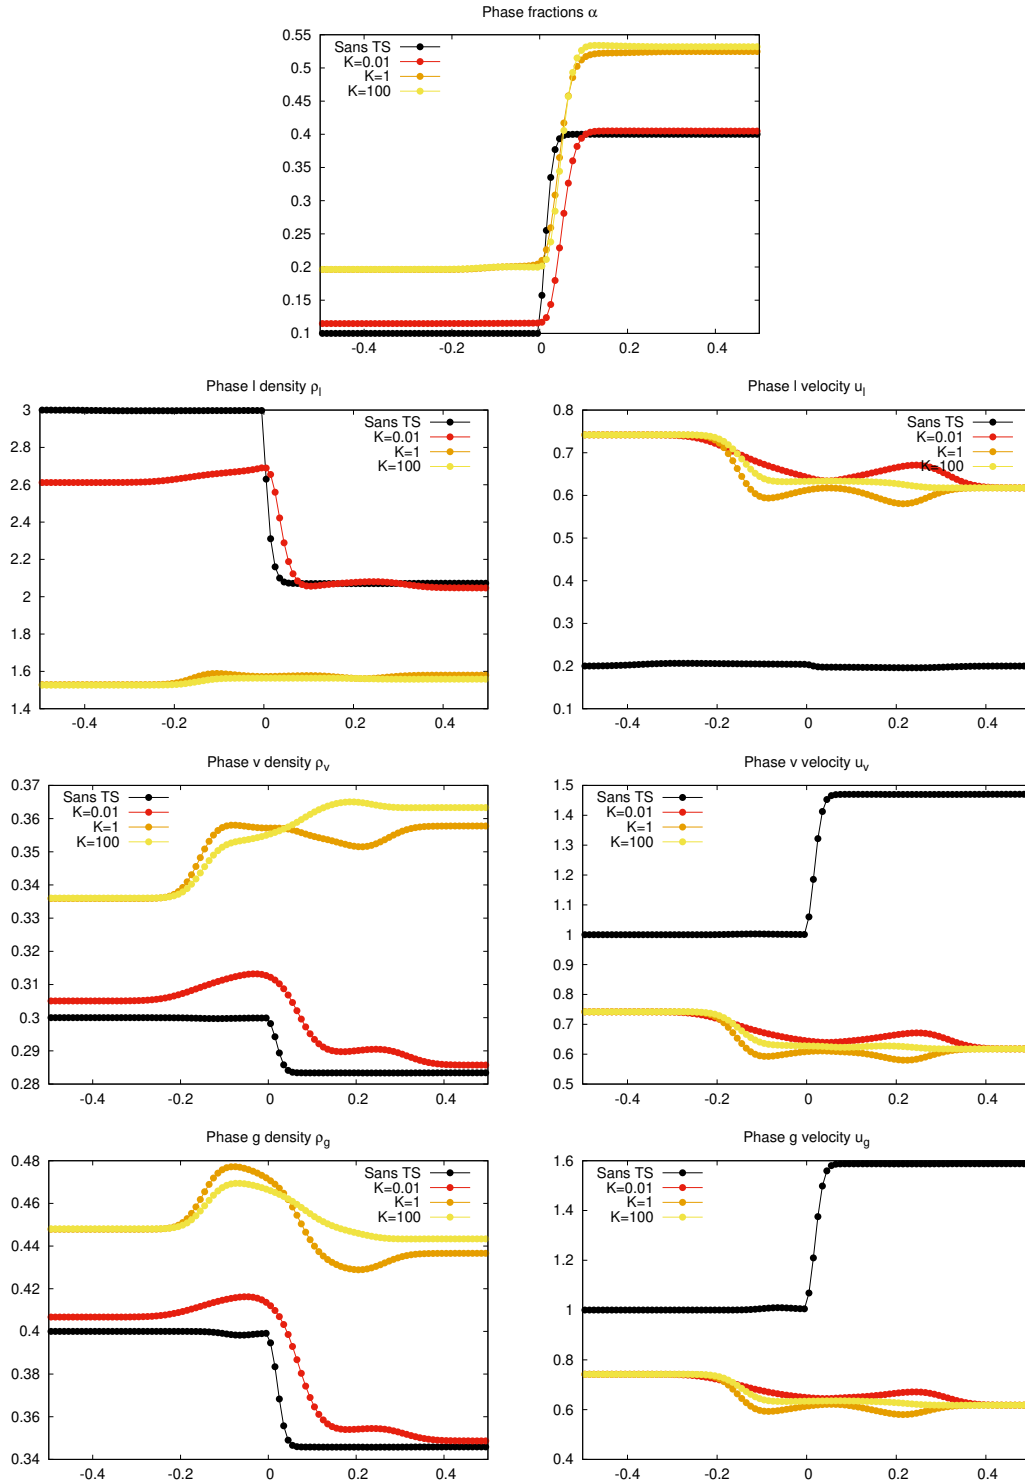 Phase fractions α
0.55
0.5
0.45
0.4
0.35
0.3
0.25
0.2
0.15
0.1
Sans TS
K=0.01
K=1
K=100
-0.4 -0.2 0 0.2 0.4
Phase l density ρl
3
2.8
2.6
2.4
2.2
2
1.8
1.6
1.4
Sans TS
K=0.01
K=1
K=100
-0.4 -0.2 0 0.2 0.4
Phase l velocity ul
0.8
0.7
0.6
0.5
0.4
0.3
0.2
0.1
Sans TS
K=0.01
K=1
K=100
-0.4 -0.2 0 0.2 0.4
Phase v density ρv
0.37
0.36
0.35
0.34
0.33
0.32
0.31
0.3
0.29
0.28
Sans TS
K=0.01
K=1
K=100
-0.4 -0.2 0 0.2 0.4
Phase v velocity uv
1.5
1.4
1.3
1.2
1.1
1
0.9
0.8
0.7
0.6
0.5
Sans TS
K=0.01
K=1
K=100
-0.4 -0.2 0 0.2 0.4
Phase g density ρg
0.48
0.46
0.44
0.42
0.4
0.38
0.36
0.34
Sans TS
K=0.01
K=1
K=100
-0.4 -0.2 0 0.2 0.4
Phase g velocity ug
1.6
1.4
1.2
1
0.8
0.6
0.4
Sans TS
K=0.01
K=1
K=100
-0.4 -0.2 0 0.2 0.4